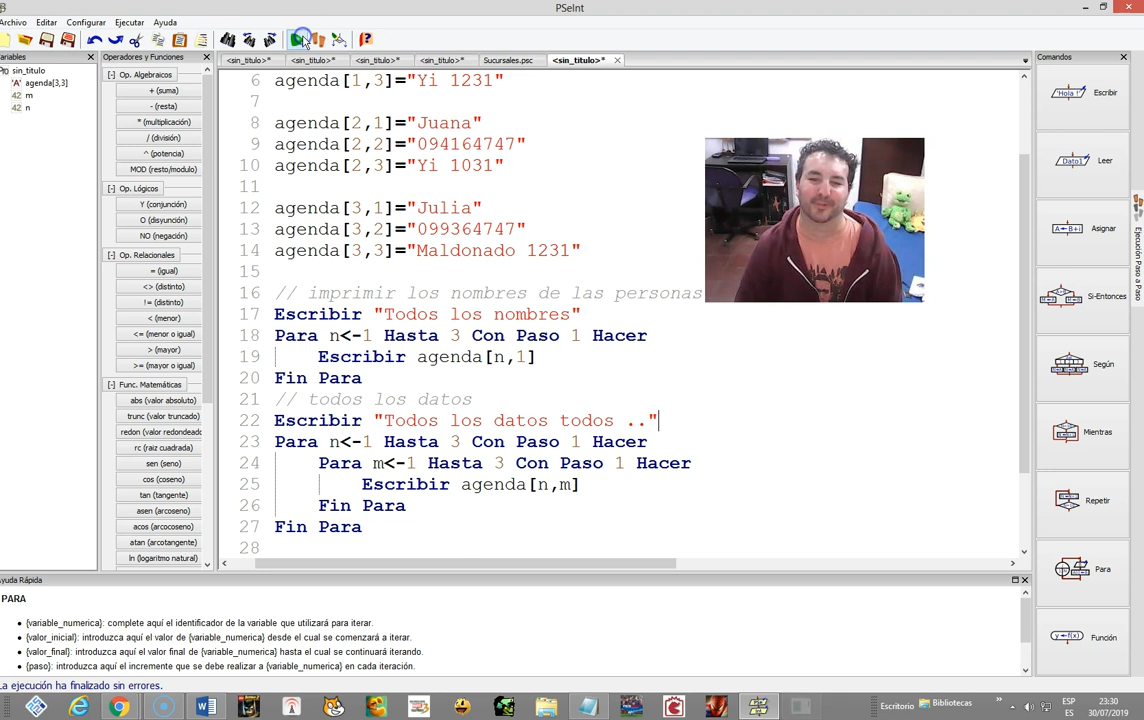 PSeInt
Archivo Editar Configurar Ejecutar Ayuda
Variables
Operadores y Funciones
<sin_titulo>* <sin_titulo>* <sin_titulo>* <sin_titulo>* Sucursales.psc <sin_titulo>*
Comandos
sin_titulo
'A' agenda[3,3]
42 m
42 n
[-] Op. Algebraicos
+ (suma)
- (resta)
* (multiplicación)
/ (división)
^ (potencia)
MOD (resto/modulo)
[-] Op. Lógicos
Y (conjunción)
O (disyunción)
NO (negación)
[-] Op. Relacionales
= (igual)
<> (distinto)
!= (distinto)
< (menor)
<= (menor o igual)
> (mayor)
>= (mayor o igual)
[-] Func. Matemáticas
abs (valor absoluto)
trunc (valor truncado)
redon (valor redondeado
rc (raiz cuadrada)
sen (seno)
cos (coseno)
tan (tangente)
asen (arcoseno)
acos (arcocoseno)
atan (arcotangente)
ln (logaritmo natural)
6 agenda[1,3]="Yi 1231"
7
8 agenda[2,1]="Juana"
9 agenda[2,2]="094164747"
10 agenda[2,3]="Yi 1031"
11
12 agenda[3,1]="Julia"
13 agenda[3,2]="099364747"
14 agenda[3,3]="Maldonado 1231"
15
16 // imprimir los nombres de las personas
17 Escribir "Todos los nombres"
18 Para n<-1 Hasta 3 Con Paso 1 Hacer
19 Escribir agenda[n,1]
20 Fin Para
21 // todos los datos
22 Escribir "Todos los datos todos .."
23 Para n<-1 Hasta 3 Con Paso 1 Hacer
24 Para m<-1 Hasta 3 Con Paso 1 Hacer
25 Escribir agenda[n,m]
26 Fin Para
27 Fin Para
28
'Hola !' Escribir
Dato1 Leer
A←B+1 Asignar
Si-Entonces
Según
Mientras
Repetir
Para
y←f(x) Función
Ejecución Paso a Paso
Ayuda Rápida
PARA
• {variable_numerica}: complete aquí el identificador de la variable que utilizará para iterar.
• {valor_inicial}: introduzca aquí el valor de {variable_numerica} desde el cual se comenzará a iterar.
• {valor_final}: introduzca aquí el valor final de {variable_numerica} hasta el cual se continuará iterando.
• {paso}: introduzca aquí el incremento que se debe realizar a {variable_numerica} en cada iteración.
La ejecución ha finalizado sin errores.
Escritorio Bibliotecas » ESP 23:30
ES 30/07/2019